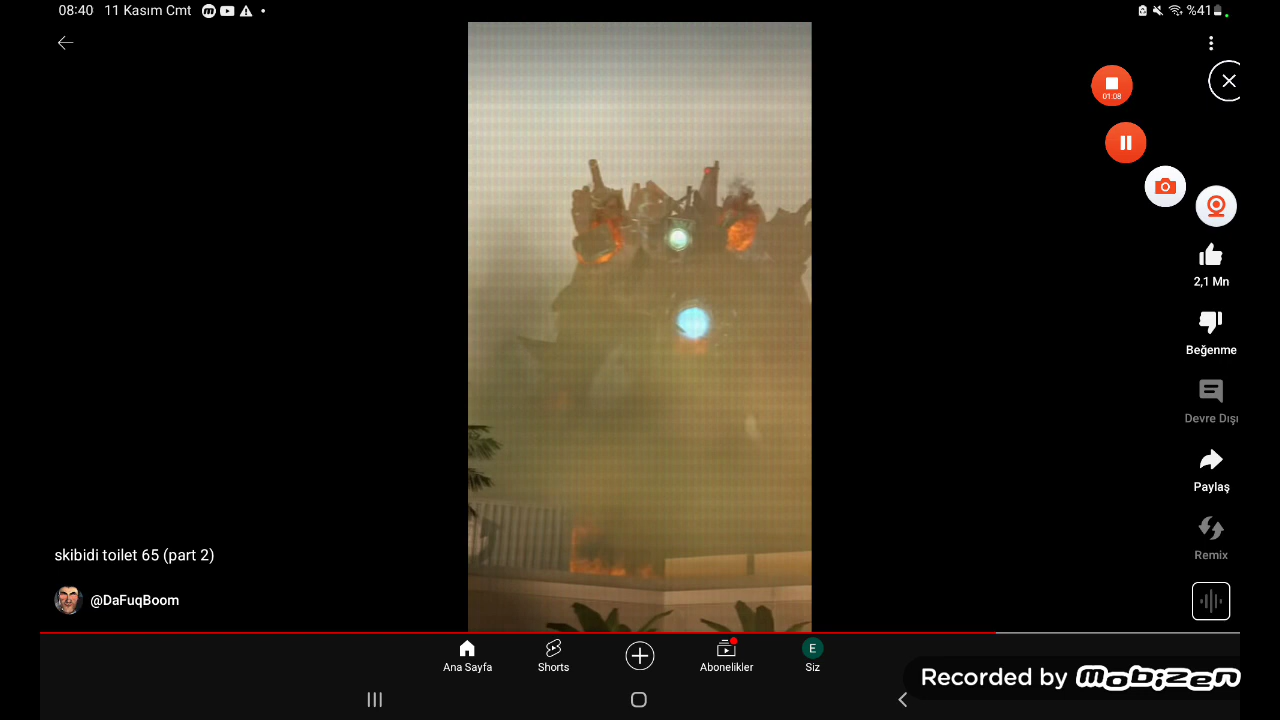 08:40 11 Kasım Cmt
%41
01:08
2,1 Mn
Beğenme
Devre Dışı
Paylaş
Remix
skibidi toilet 65 (part 2)
@DaFuqBoom
Ana Sayfa
Shorts
Abonelikler
E
Siz
Recorded by mobizen